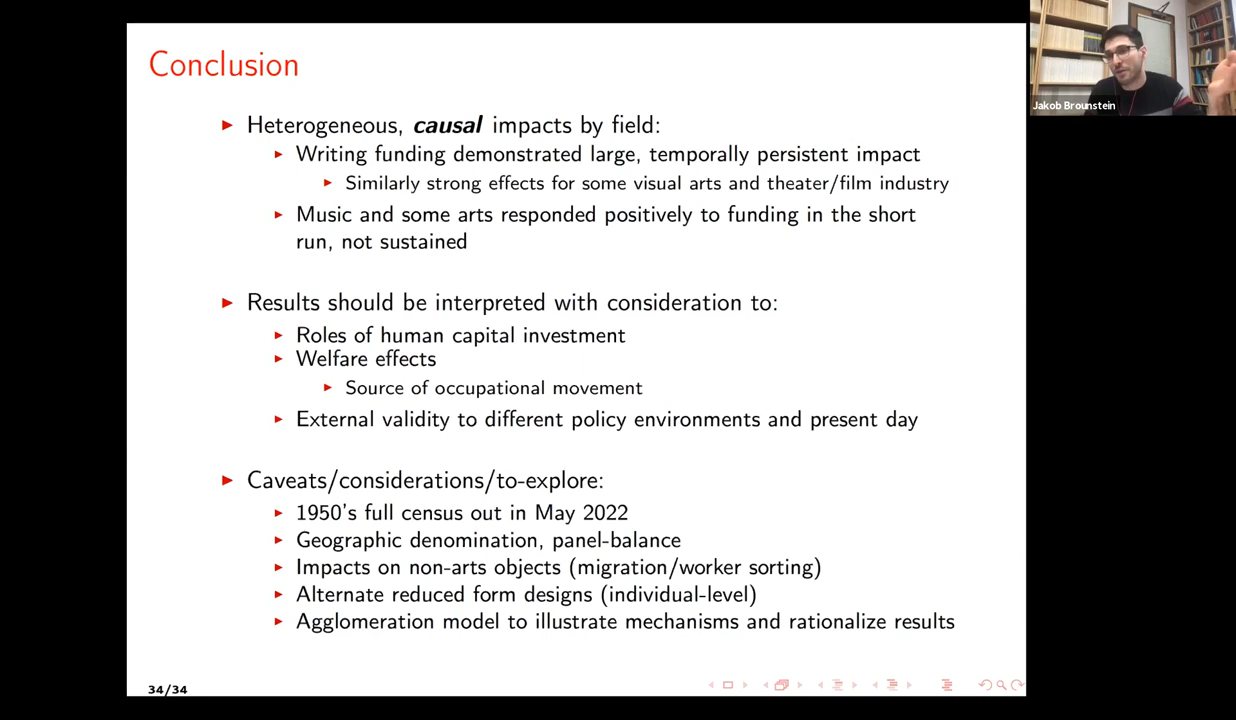 Conclusion
Heterogeneous, causal impacts by field:
Writing funding demonstrated large, temporally persistent impact
Similarly strong effects for some visual arts and theater/film industry
Music and some arts responded positively to funding in the short
run, not sustained
Results should be interpreted with consideration to:
Roles of human capital investment
Welfare effects
Source of occupational movement
External validity to different policy environments and present day
Caveats/considerations/to-explore:
1950's full census out in May 2022
Geographic denomination, panel-balance
Impacts on non-arts objects (migration/worker sorting)
Alternate reduced form designs (individual-level)
Agglomeration model to illustrate mechanisms and rationalize results
34/34
Jakob Brounstein